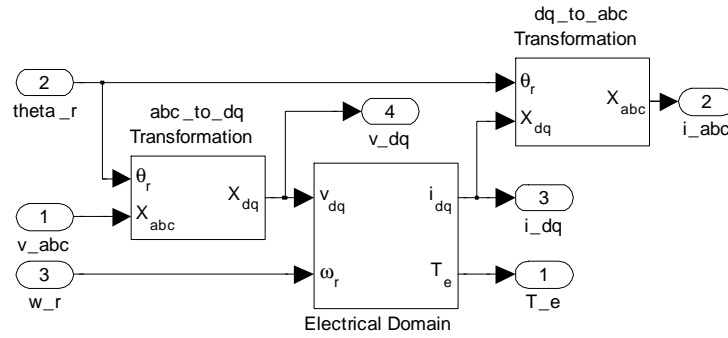 dq_to_abc
Transformation
2
theta_r
θr
Xdq
Xabc
2
i_abc
abc_to_dq
Transformation
4
v_dq
θr
Xabc
Xdq
1
v_abc
vdq
ωr
idq
Te
3
i_dq
3
w_r
1
T_e
Electrical Domain